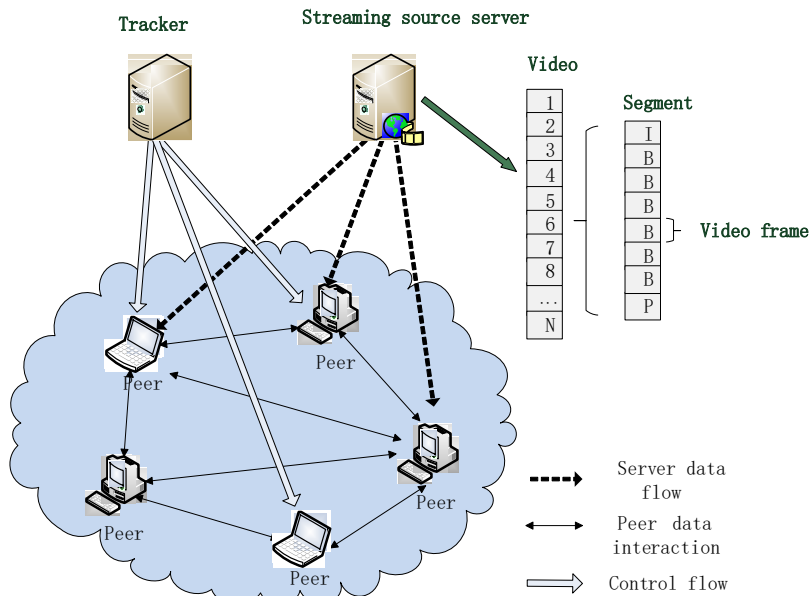 Tracker
Streaming source server
Video
Segment
1
2
3
4
5
6
7
8
...
N
I
B
B
B
B
B
B
P
Video frame
Peer
Peer
Peer
Peer
Peer
Server data
flow
Peer data
interaction
Control flow